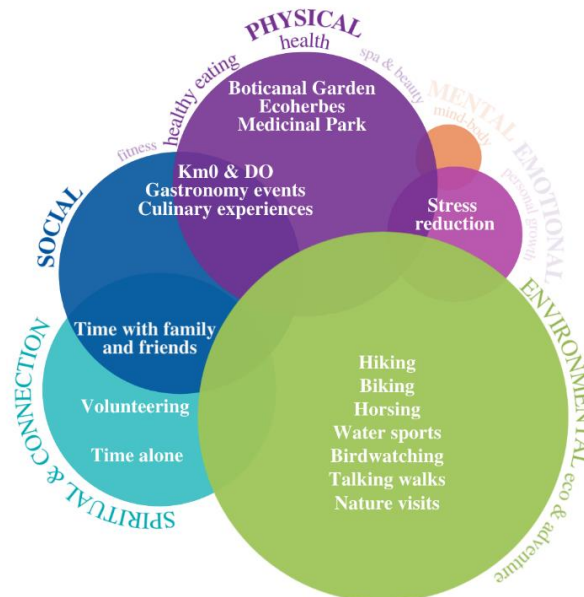 PHYSICAL
health
healthy eating
fitness
spa & beauty
MENTAL
mind-body
EMOTIONAL
personal growth
Boticanal Garden
Ecoherbes
Medicinal Park
Km0 & DO
Gastronomy events
Culinary experiences
Stress
reduction
SOCIAL
Time with family
and friends
SPIRITUAL & CONNECTION
Volunteering
Time alone
ENVIRONMENTAL eco & adventure
Hiking
Biking
Horsing
Water sports
Birdwatching
Talking walks
Nature visits